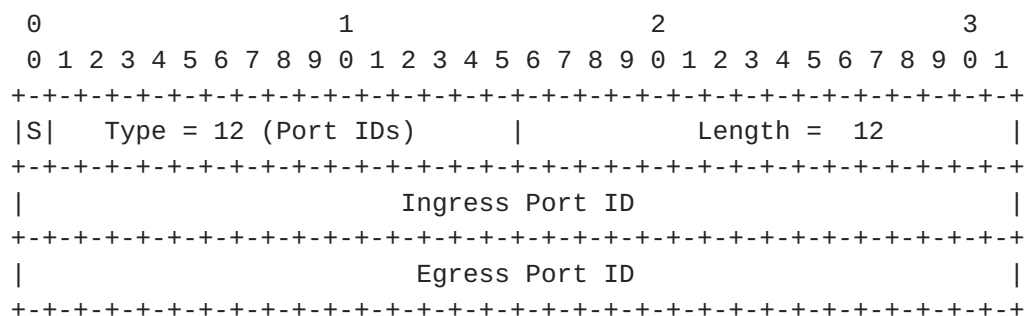 0                   1                   2                   3
 0 1 2 3 4 5 6 7 8 9 0 1 2 3 4 5 6 7 8 9 0 1 2 3 4 5 6 7 8 9 0 1
+-+-+-+-+-+-+-+-+-+-+-+-+-+-+-+-+-+-+-+-+-+-+-+-+-+-+-+-+-+-+-+-+
|S|   Type = 12 (Port IDs)      |           Length =  12        |
+-+-+-+-+-+-+-+-+-+-+-+-+-+-+-+-+-+-+-+-+-+-+-+-+-+-+-+-+-+-+-+-+
|                        Ingress Port ID                        |
+-+-+-+-+-+-+-+-+-+-+-+-+-+-+-+-+-+-+-+-+-+-+-+-+-+-+-+-+-+-+-+-+
|                         Egress Port ID                        |
+-+-+-+-+-+-+-+-+-+-+-+-+-+-+-+-+-+-+-+-+-+-+-+-+-+-+-+-+-+-+-+-+